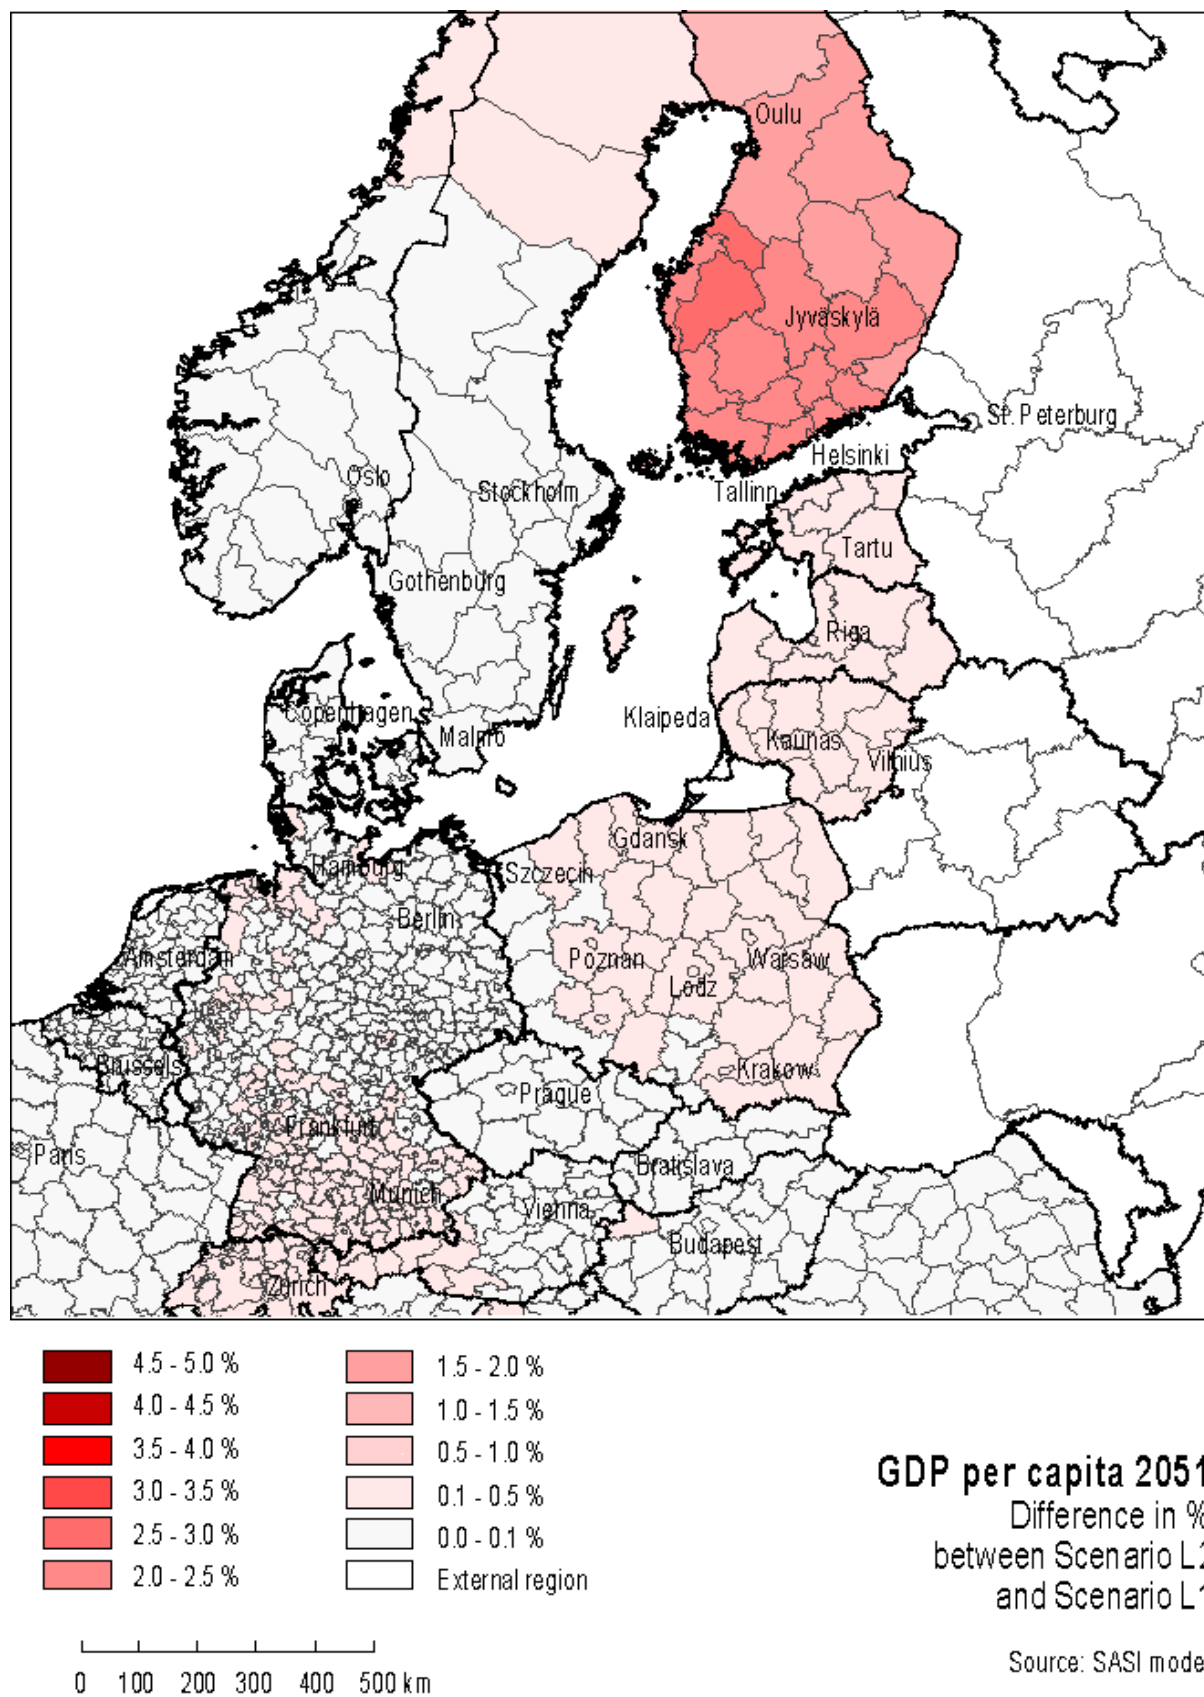 Oulu
Jyväskylä
St. Peterburg
Helsinki
Oslo
Stockholm
Tallinn
Tartu
Gothenburg
Riga
Copenhagen
Klaipeda
Malmö
Kaunas
Vilnius
Gdansk
Hamburg
Szczecin
Berlin
Amsterdam
Poznan
Warsaw
Lodz
Brussels
Krakow
Prague
Frankfurt
Paris
Bratislava
Munich
Vienna
Budapest
Zürich
4.5 - 5.0 %
4.0 - 4.5 %
3.5 - 4.0 %
3.0 - 3.5 %
2.5 - 3.0 %
2.0 - 2.5 %
1.5 - 2.0 %
1.0 - 1.5 %
0.5 - 1.0 %
0.1 - 0.5 %
0.0 - 0.1 %
External region
GDP per capita 2051
Difference in %
between Scenario L2
and Scenario L1
Source: SASI mode
0 100 200 300 400 500 km